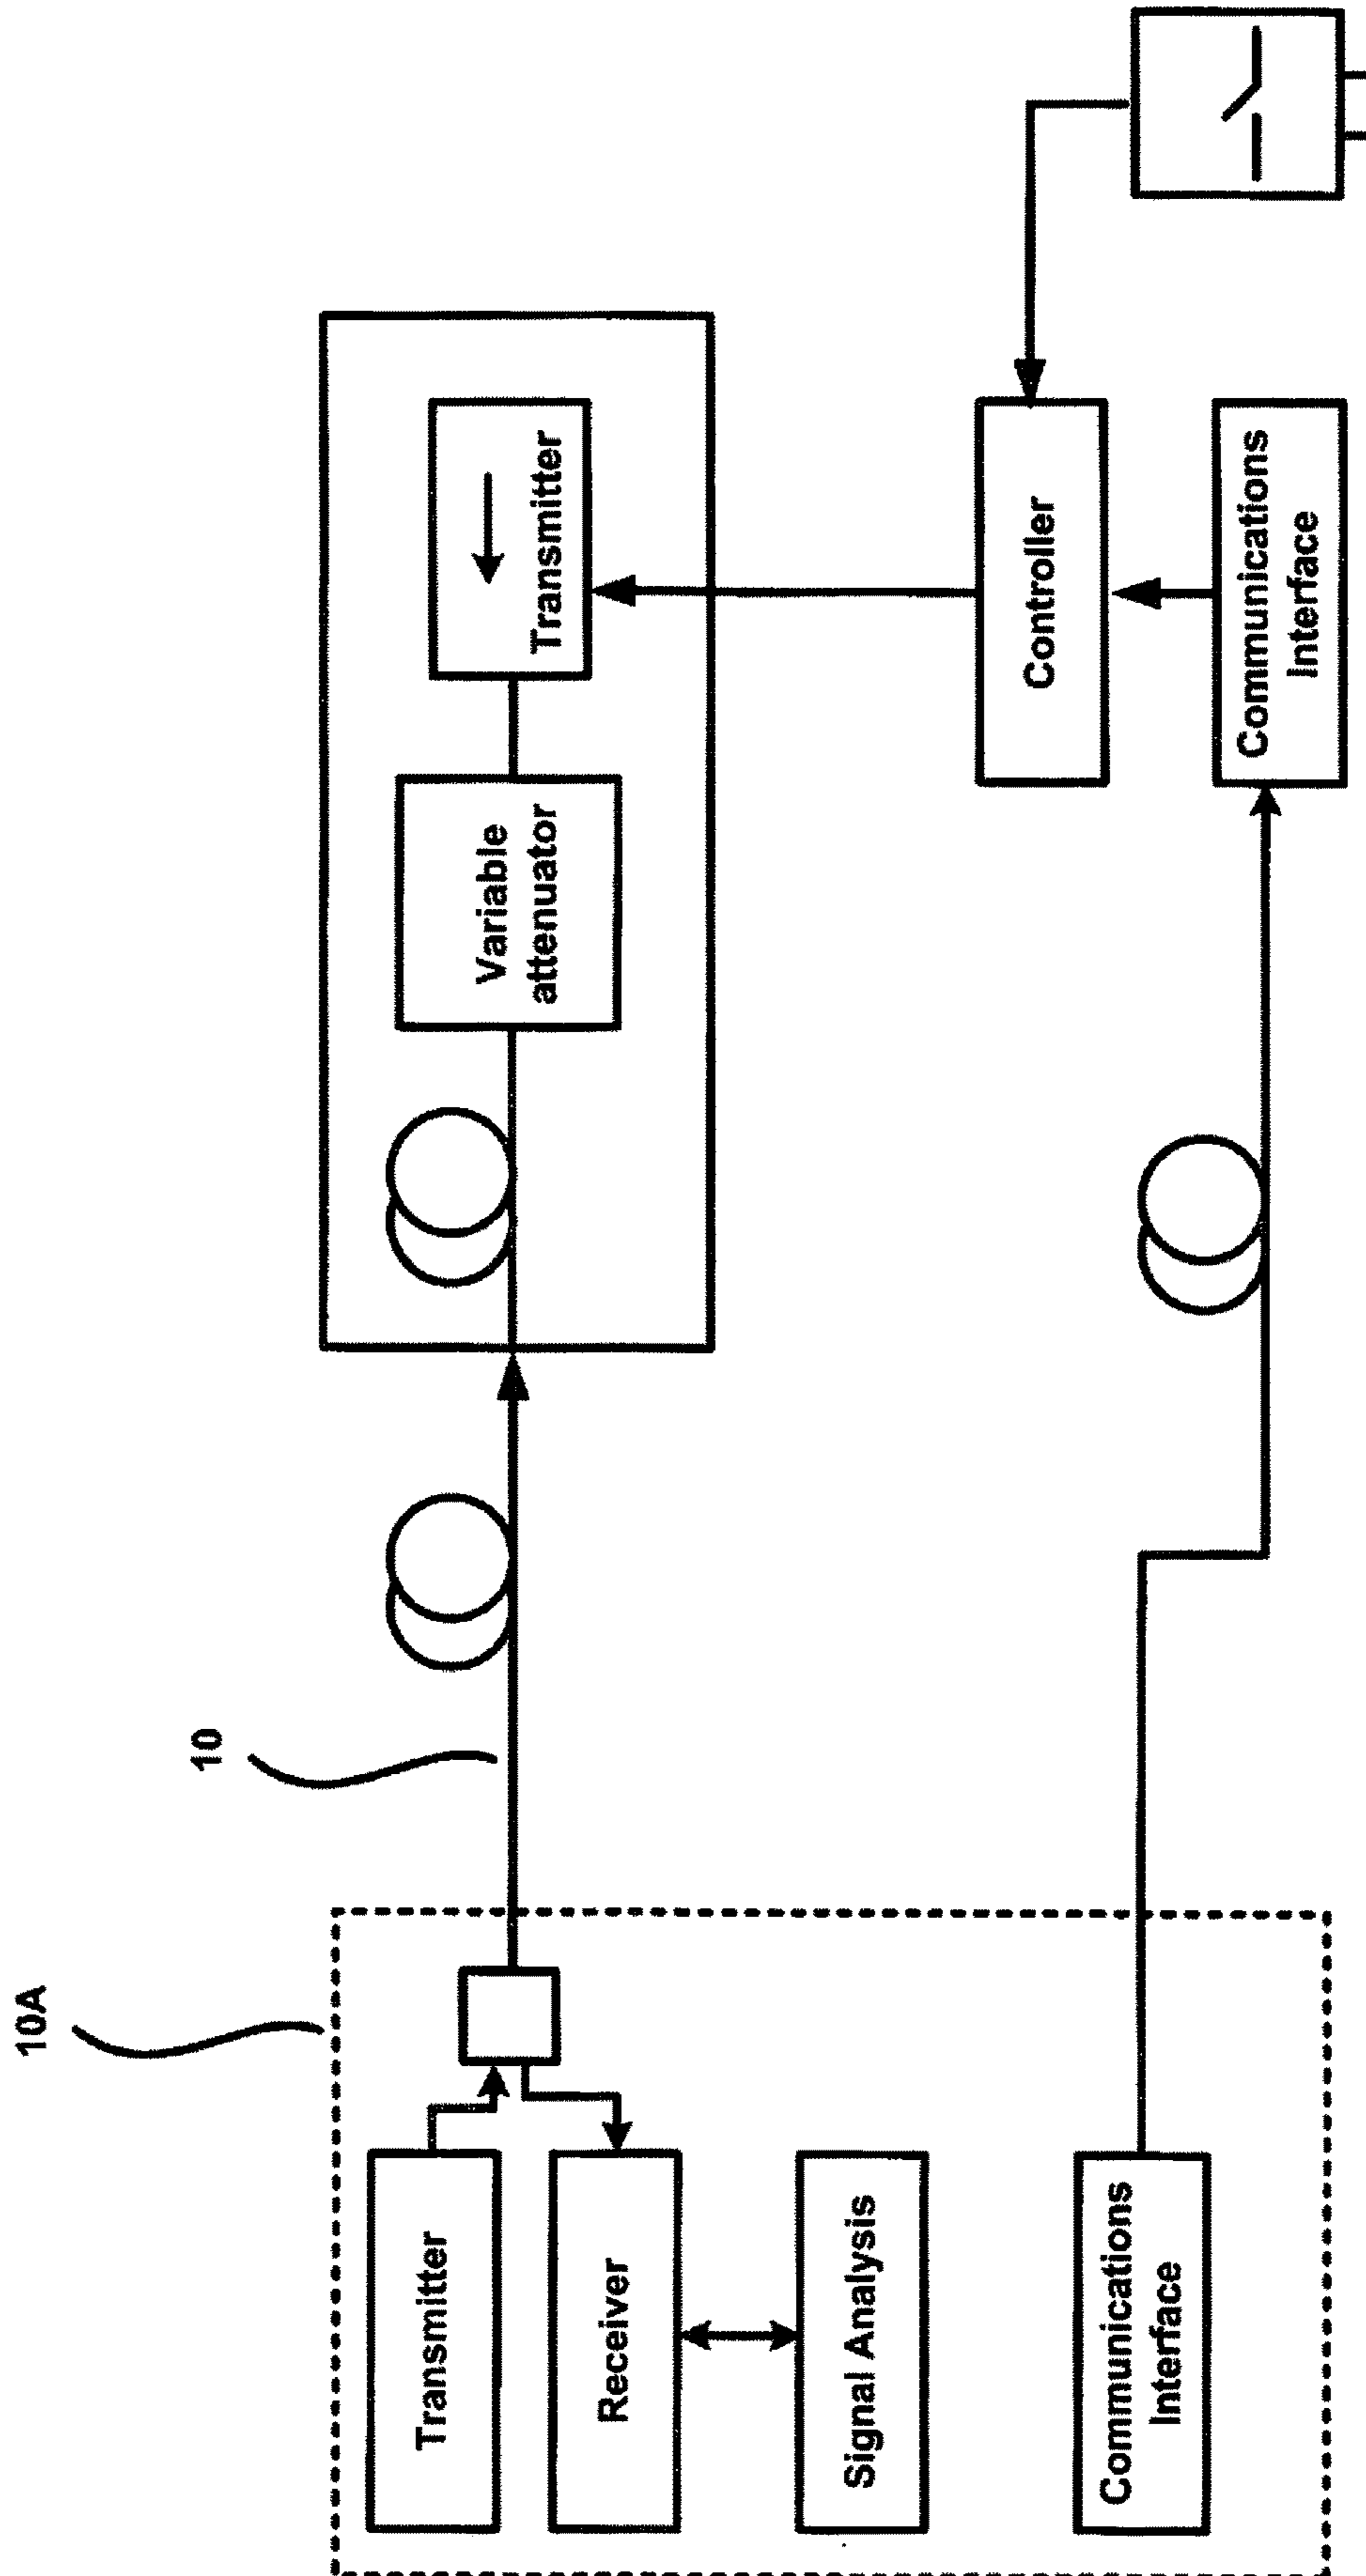 10A
10
Transmitter
Receiver
Signal Analysis
Communications
Interface
Variable
attenuator
Transmitter
Controller
Communications
Interface